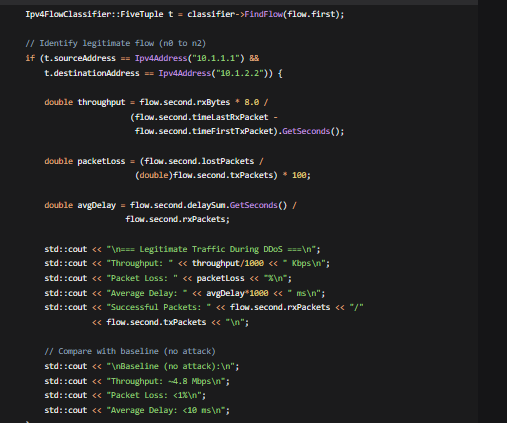 Ipv4FlowClassifier::FiveTuple t = classifier->FindFlow(flow.first);
// Identify legitimate flow (n0 to n2)
if (t.sourceAddress == Ipv4Address("10.1.1.1") &&
t.destinationAddress == Ipv4Address("10.1.2.2")) {
double throughput = flow.second.rxBytes * 8.0 /
(flow.second.timeLastRxPacket -
flow.second.timeFirstTxPacket).GetSeconds();
double packetLoss = (flow.second.lostPackets /
(double)flow.second.txPackets) * 100;
double avgDelay = flow.second.delaySum.GetSeconds() /
flow.second.rxPackets;
std::cout << "\n=== Legitimate Traffic During DDoS ===\n";
std::cout << "Throughput: " << throughput/1000 << " Kbps\n";
std::cout << "Packet Loss: " << packetLoss << "%\n";
std::cout << "Average Delay: " << avgDelay*1000 << " ms\n";
std::cout << "Successful Packets: " << flow.second.rxPackets << "/"
<< flow.second.txPackets << "\n";
// Compare with baseline (no attack)
std::cout << "\nBaseline (no attack):\n";
std::cout << "Throughput: ~4.8 Mbps\n";
std::cout << "Packet Loss: <1%\n";
std::cout << "Average Delay: <10 ms\n";